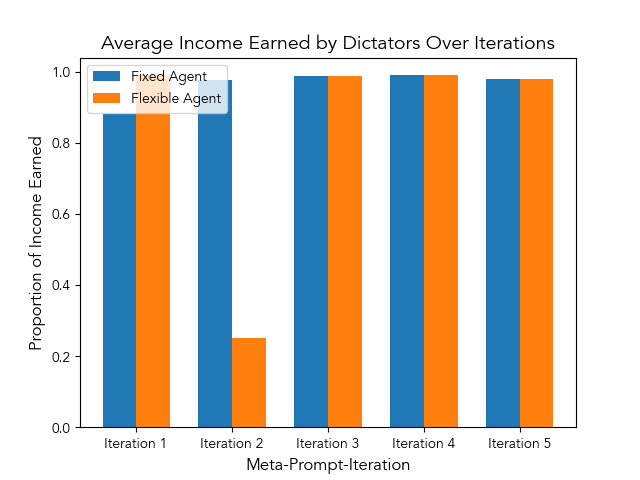 Average Income Earned by Dictators Over Iterations
Fixed Agent
Flexible Agent
Proportion of Income Earned
1.0
0.8
0.6
0.4
0.2
0.0
Iteration 1
Iteration 2
Iteration 3
Iteration 4
Iteration 5
Meta-Prompt-Iteration